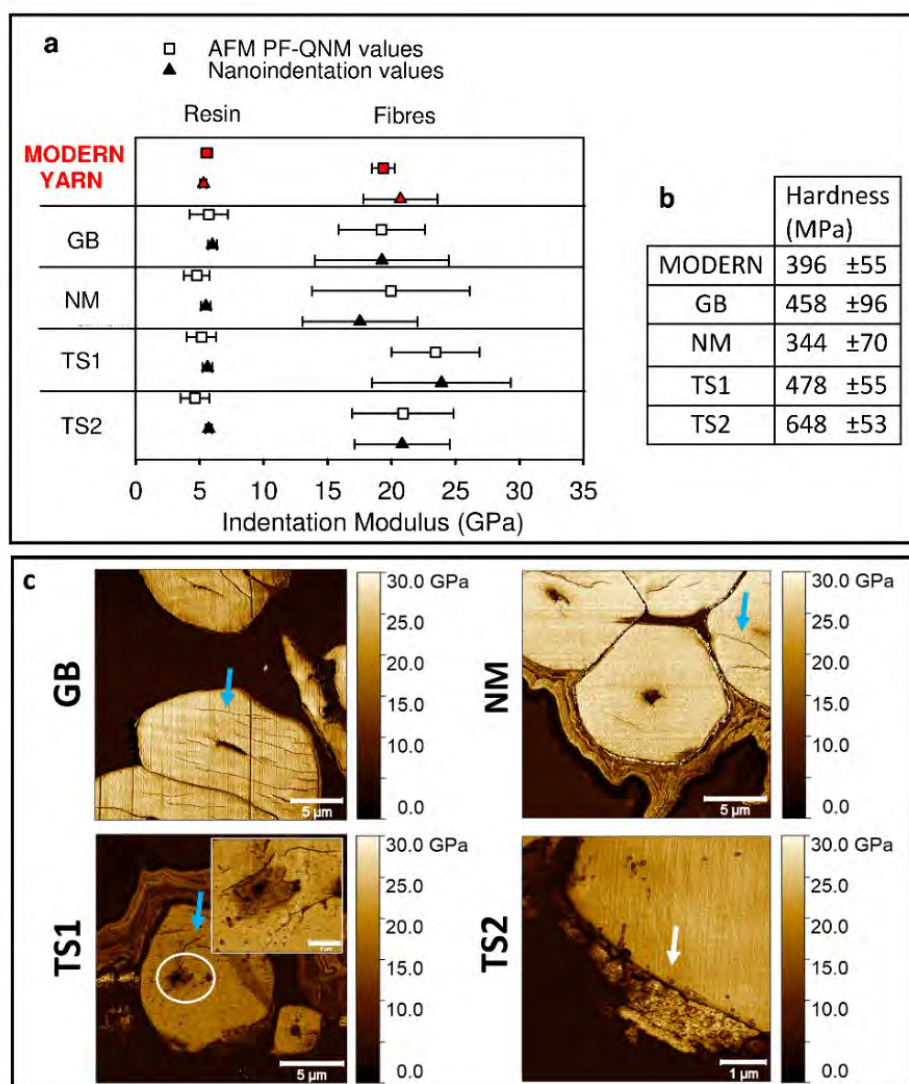 a
AFM PF-QNM values
Nanoindentation values
Resin
Fibres
MODERN
YARN
GB
NM
TS1
TS2
0 5 10 15 20 25 30 35
Indentation Modulus (GPa)
b
Hardness
(MPa)
MODERN 396 ±55
GB 458 ±96
NM 344 ±70
TS1 478 ±55
TS2 648 ±53
c
GB
5 µm
30.0 GPa
25.0
20.0
15.0
10.0
0.0
NM
5 µm
30.0 GPa
25.0
20.0
15.0
10.0
0.0
TS1
5 µm
30.0 GPa
25.0
20.0
15.0
10.0
0.0
TS2
1 µm
30.0 GPa
25.0
20.0
15.0
10.0
0.0